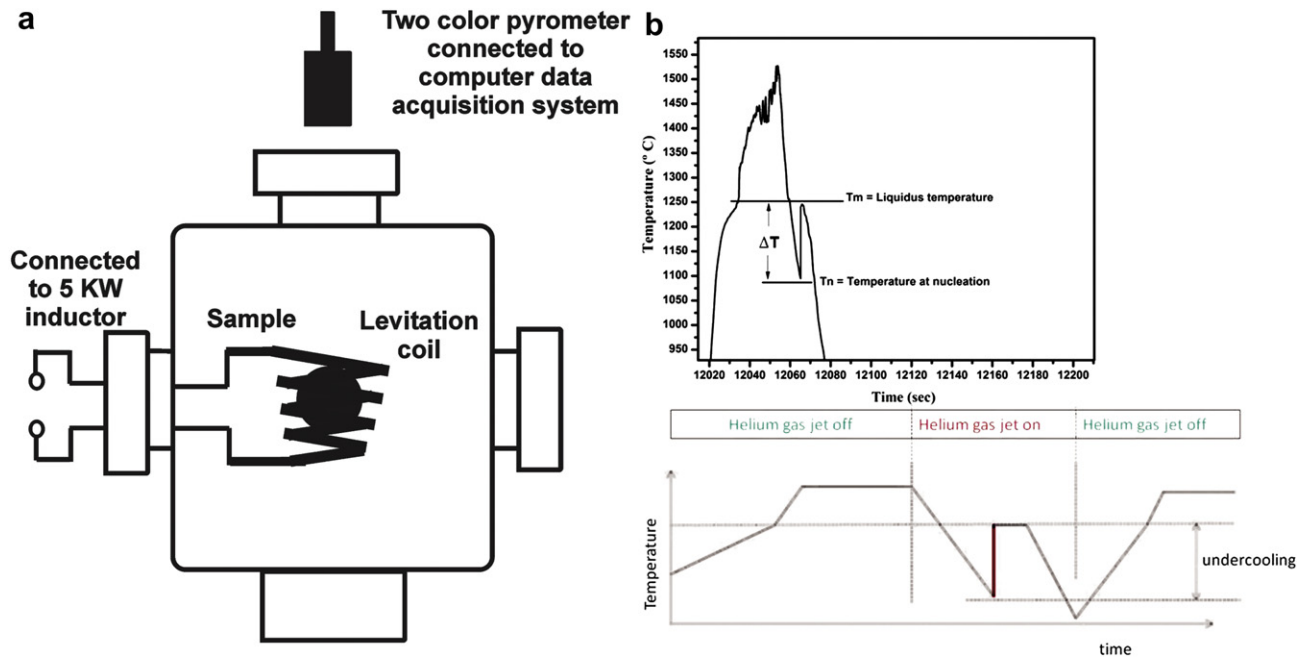 a
Two color pyrometer
connected to
computer data
acquisition system
Connected
to 5 KW
inductor
Sample
Levitation
coil
b
1550
1500
1450
1400
1350
1300
1250
1200
1150
1100
1050
1000
950
Temperature (° C)
Tm = Liquidus temperature
ΔT
Tn = Temperature at nucleation
12020 12040 12060 12080 12100 12120 12140 12160 12180 12200
Time (sec)
Helium gas jet off Helium gas jet on Helium gas jet off
Temperature
undercooling
time